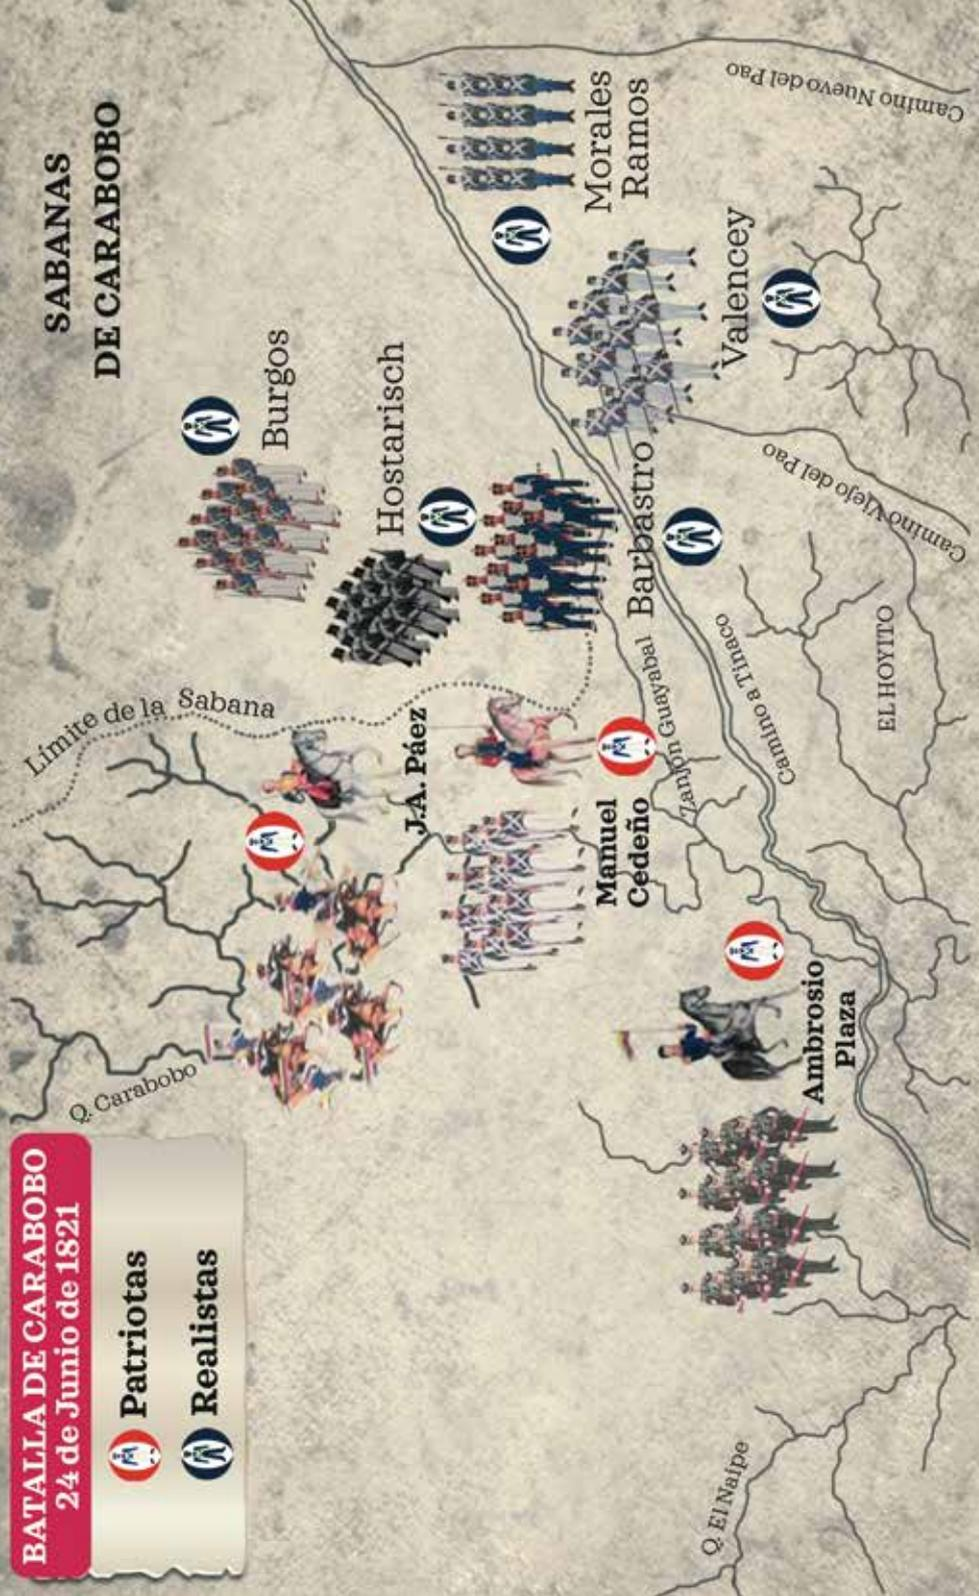 BATALLA DE CARABOBO
24 de Junio de 1821
Patriotas
Realistas
SABANAS
DE CARABOBO
Límite de la Sabana
Q. Carabobo
Burgos
Hostarisch
J.A. Páez
Manuel
Cedeño
Barbastro
Morales
Ramos
Valencey
Zanjón Guayabal
Camino a Tinaco
Camino Nuevo del Pao
Camino Viejo del Pao
EL HOYITO
Ambrosio
Plaza
Q. El Naipe